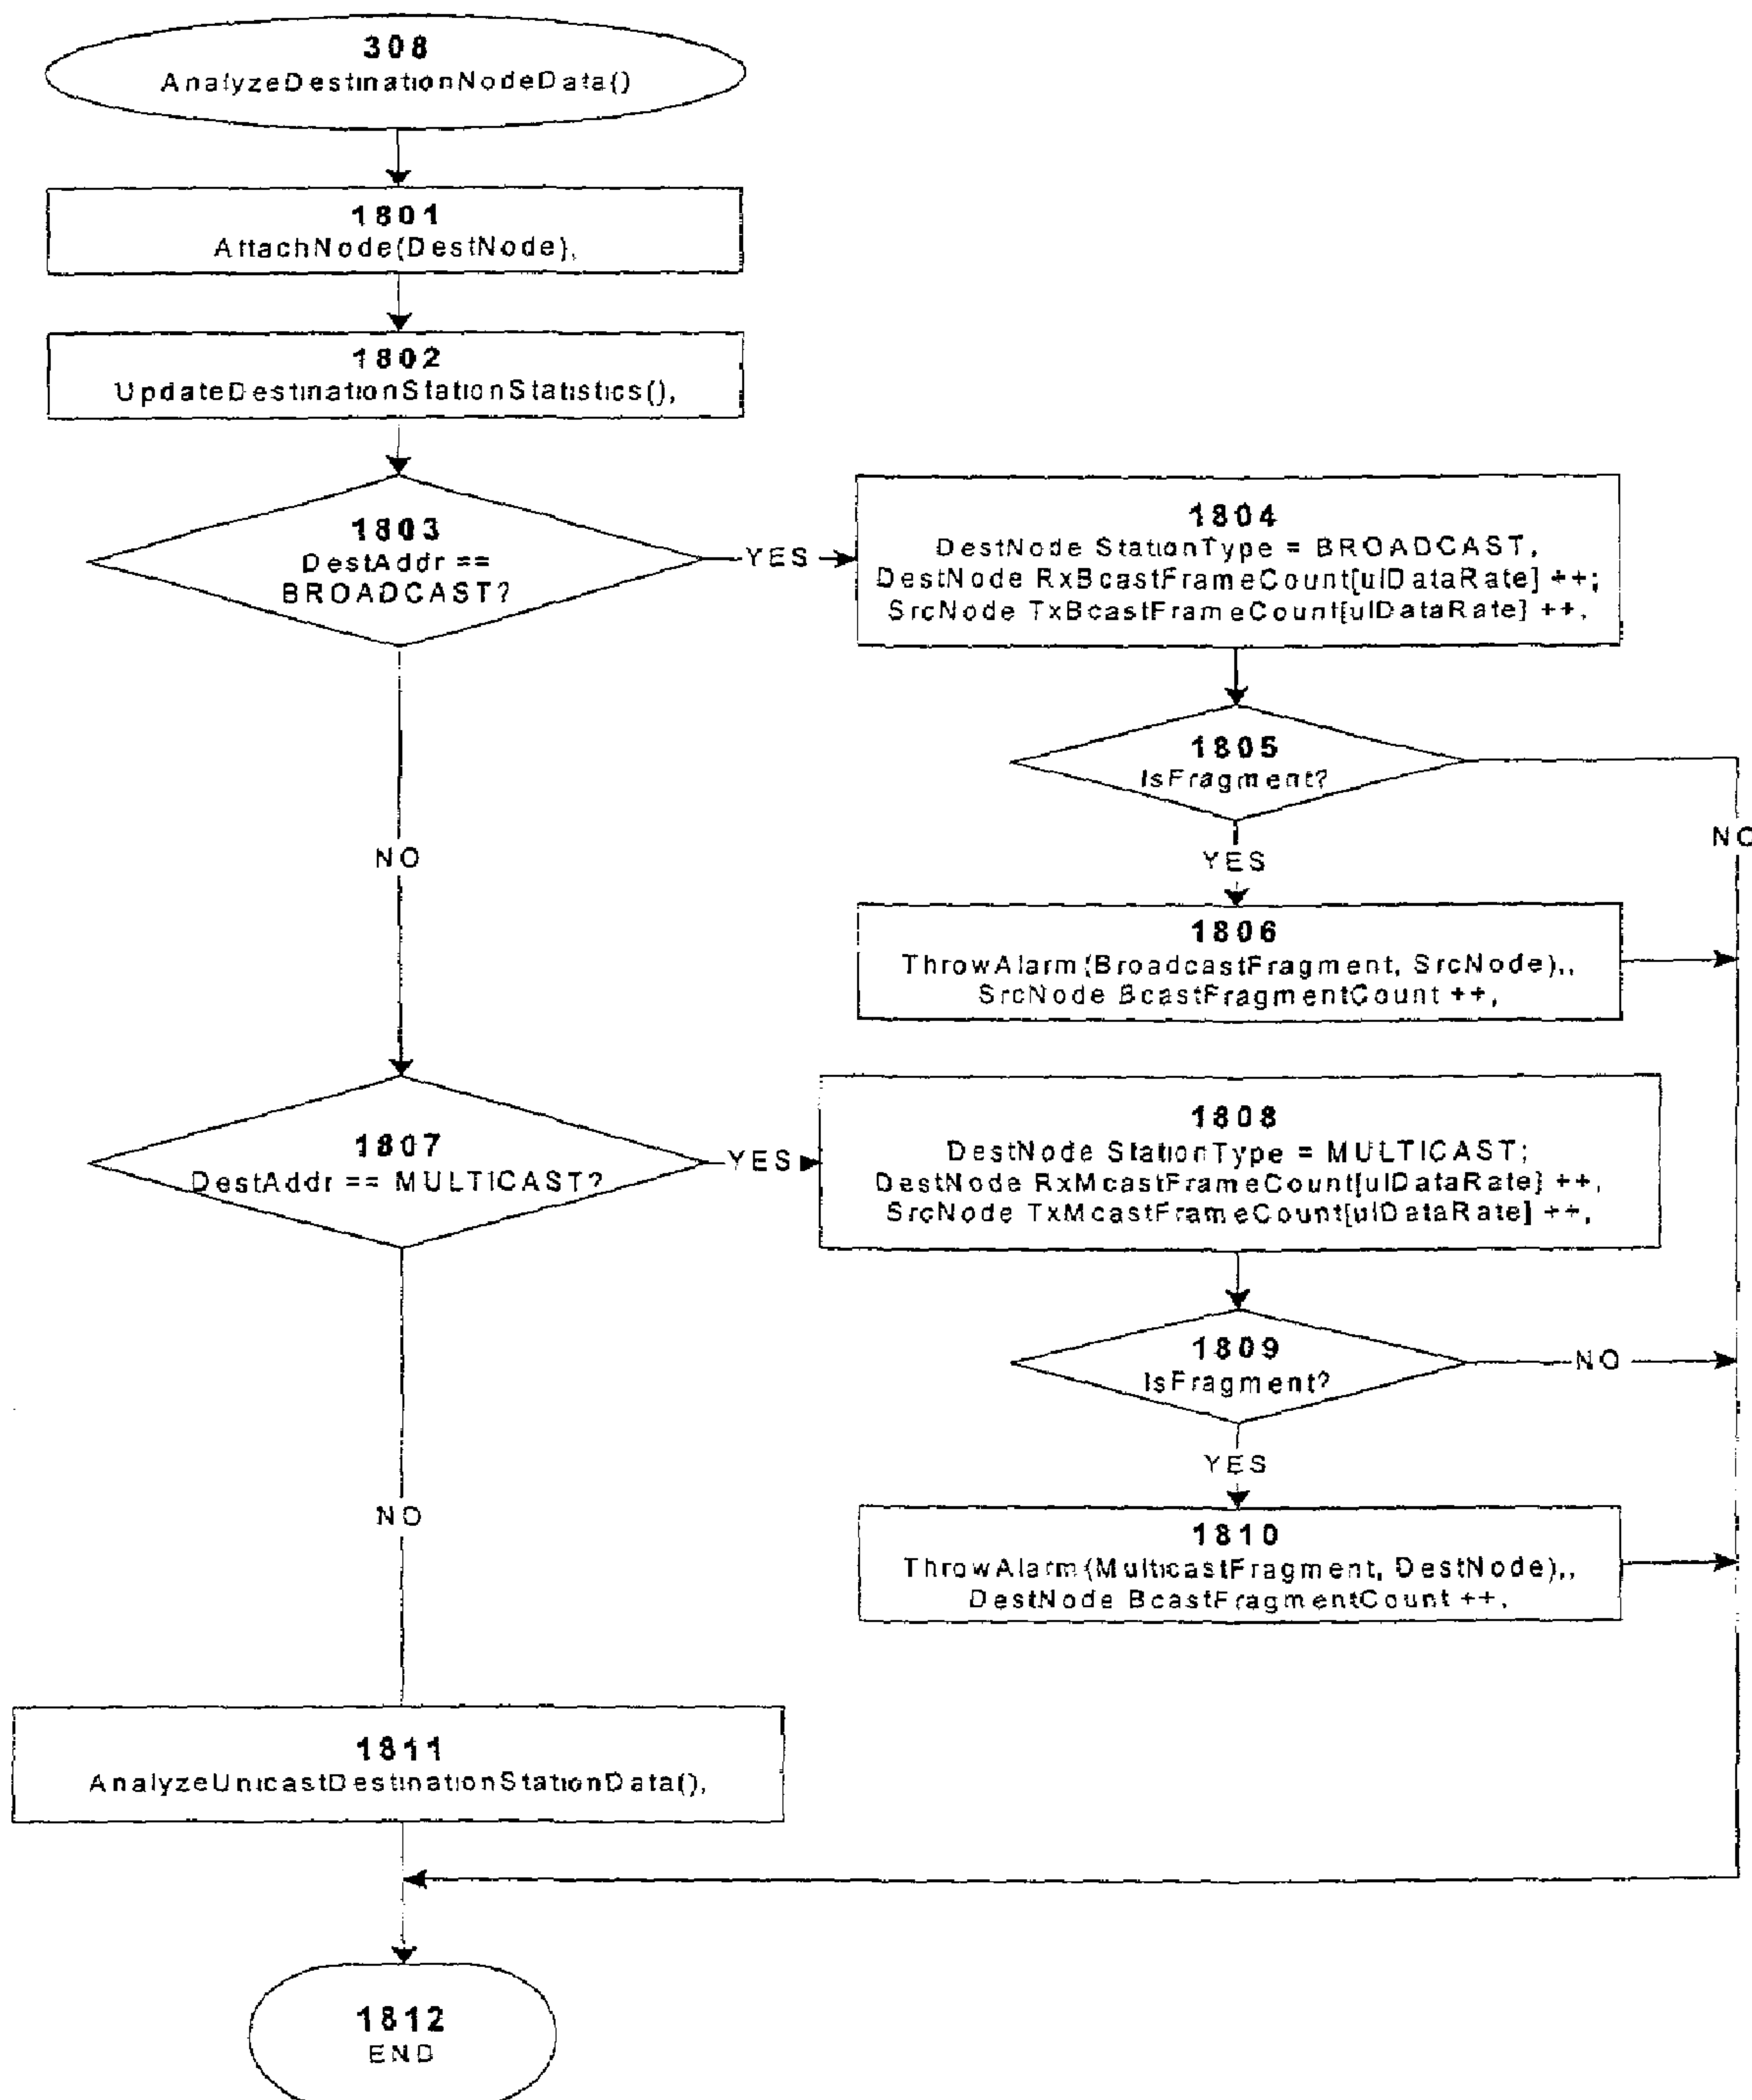 308
AnalyzeDestinationNodeData()
1801
AttachNode(DestNode),
1802
UpdateDestinationStationStatistics(),
1803
DestAddr ==
BROADCAST?
YES
1804
DestNode StationType = BROADCAST,
DestNode RxBcastFrameCount[ulDataRate] ++;
SrcNode TxBcastFrameCount[ulDataRate] ++,
1805
IsFragment?
NO
NO
YES
1806
ThrowAlarm(BroadcastFragment, SrcNode),,
SrcNode BcastFragmentCount ++,
1807
DestAddr == MULTICAST?
YES
1808
DestNode StationType = MULTICAST;
DestNode RxMcastFrameCount[ulDataRate] ++,
SrcNode TxMcastFrameCount[ulDataRate] ++,
1809
IsFragment?
NO
YES
NO
1810
ThrowAlarm(MulticastFragment, DestNode),,
DestNode BcastFragmentCount ++,
1811
AnalyzeUnicastDestinationStationData(),
1812
END